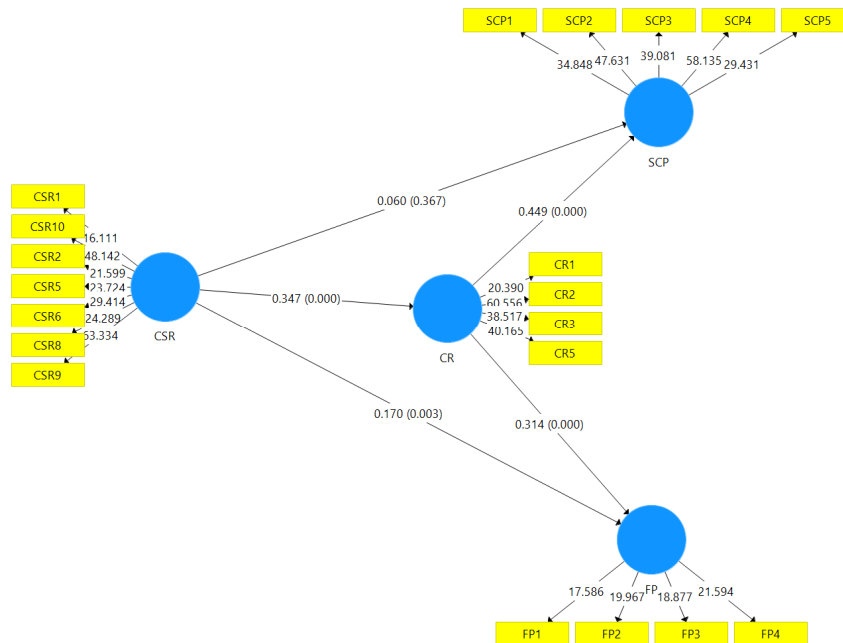 SCP1 SCP2 SCP3 SCP4 SCP5
34.848 47.631 39.081 58.135 29.431
SCP
0.060 (0.367)
0.449 (0.000)
CSR1
CSR10
CSR2
CSR5
CSR6
CSR8
CSR9
16.111
48.142
21.599
23.724
29.414
24.289
63.334
CSR
0.347 (0.000)
CR1
CR2
CR3
CR5
20.390
60.556
38.517
40.165
CR
0.170 (0.003)
0.314 (0.000)
17.586 19.967 18.877 21.594
FP
FP1 FP2 FP3 FP4